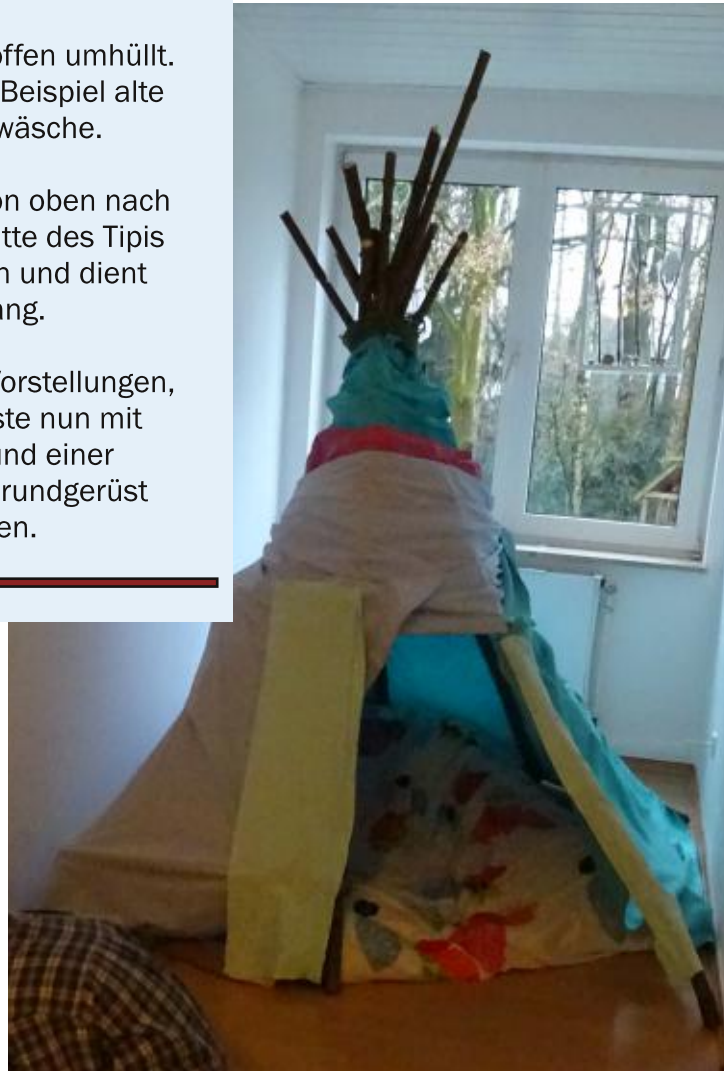 ffen umhüllt.
Beispiel alte
wäsche.
on oben nach
tte des Tipis
n und dient
ang.
Vorstellungen,
ste nun mit
und einer
rundgerüst
en.